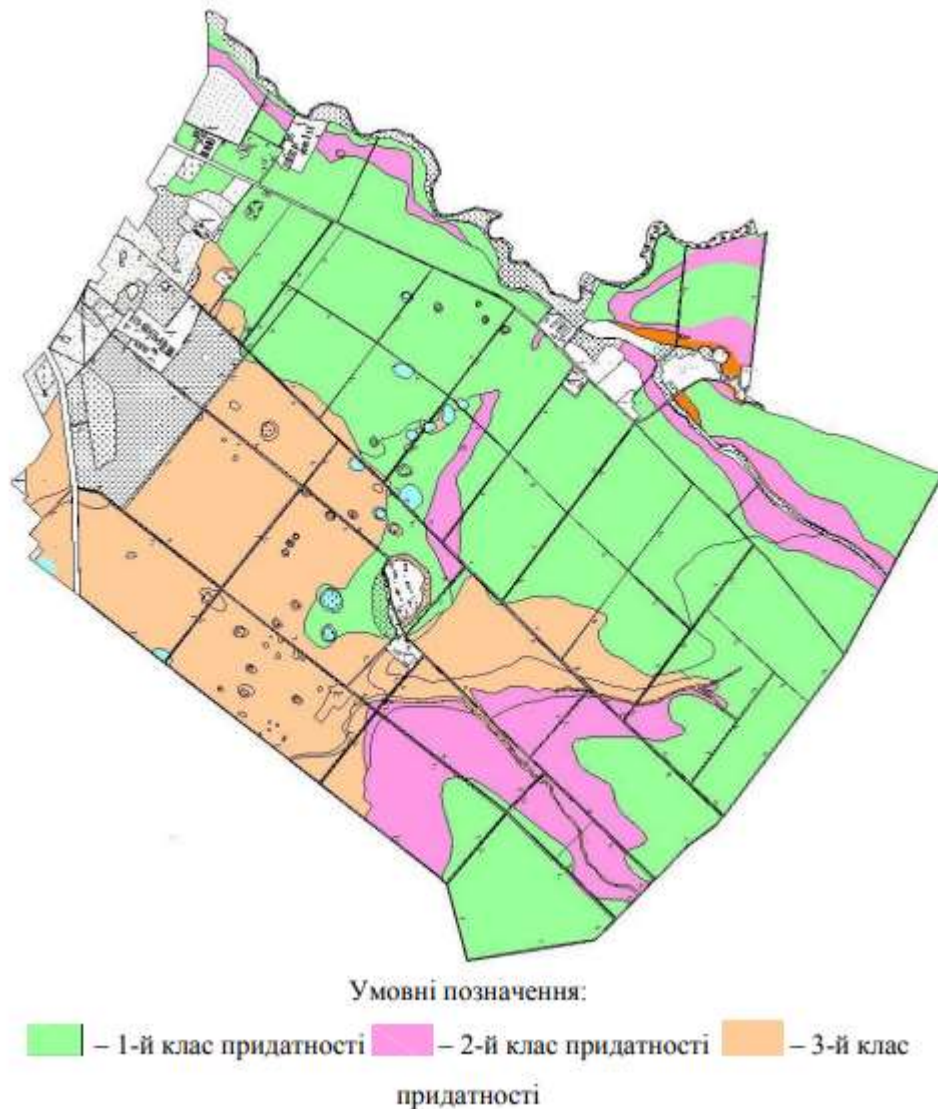 Умовні позначення:
– 1-й клас придатності – 2-й клас придатності – 3-й клас
придатності